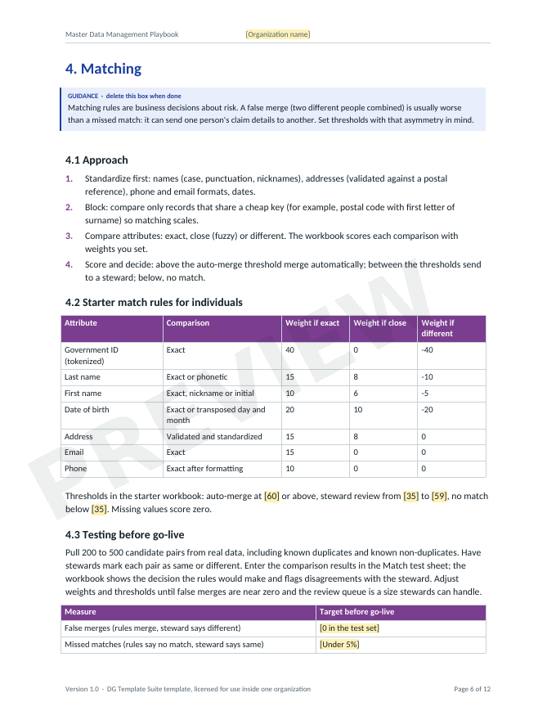 Master Data Management Playbook [Organization name]
4. Matching
GUIDANCE - delete this box when done
Matching rules are business decisions about risk. A false merge (two different people combined) is usually worse
than a missed match: it can send one person's claim details to another. Set thresholds with that asymmetry in mind.
4.1 Approach
1. Standardize first: names (case, punctuation, nicknames), addresses (validated against a postal
reference), phone and email formats, dates.
2. Block: compare only records that share a cheap key (for example, postal code with first letter of
surname) so matching scales.
3. Compare attributes: exact, close (fuzzy) or different. The workbook scores each comparison with
weights you set.
4. Score and decide: above the auto-merge threshold merge automatically; between the thresholds send
to a steward; below, no match.
4.2 Starter match rules for individuals
Attribute Comparison Weight if exact Weight if close Weight if
different
Government ID Exact 40 0 -40
(tokenized)
Last name Exact or phonetic 15 8 -10
First name Exact, nickname or initial 10 6 -5
Date of birth Exact or transposed day and 20 10 -20
month
Address Validated and standardized 15 8 0
Email Exact 15 0 0
Phone Exact after formatting 10 0 0
Thresholds in the starter workbook: auto-merge at [60] or above, steward review from [35] to [59], no match
below [35]. Missing values score zero.
4.3 Testing before go-live
Pull 200 to 500 candidate pairs from real data, including known duplicates and known non-duplicates. Have
stewards mark each pair as same or different. Enter the comparison results in the Match test sheet; the
workbook shows the decision the rules would make and flags disagreements with the steward. Adjust
weights and thresholds until false merges are near zero and the review queue is a size stewards can handle.
Measure Target before go-live
False merges (rules merge, steward says different) [0 in the test set]
Missed matches (rules say no match, steward says same) [Under 5%]
PREVIEW
Version 1.0 - DG Template Suite template, licensed for use inside one organization Page 6 of 12